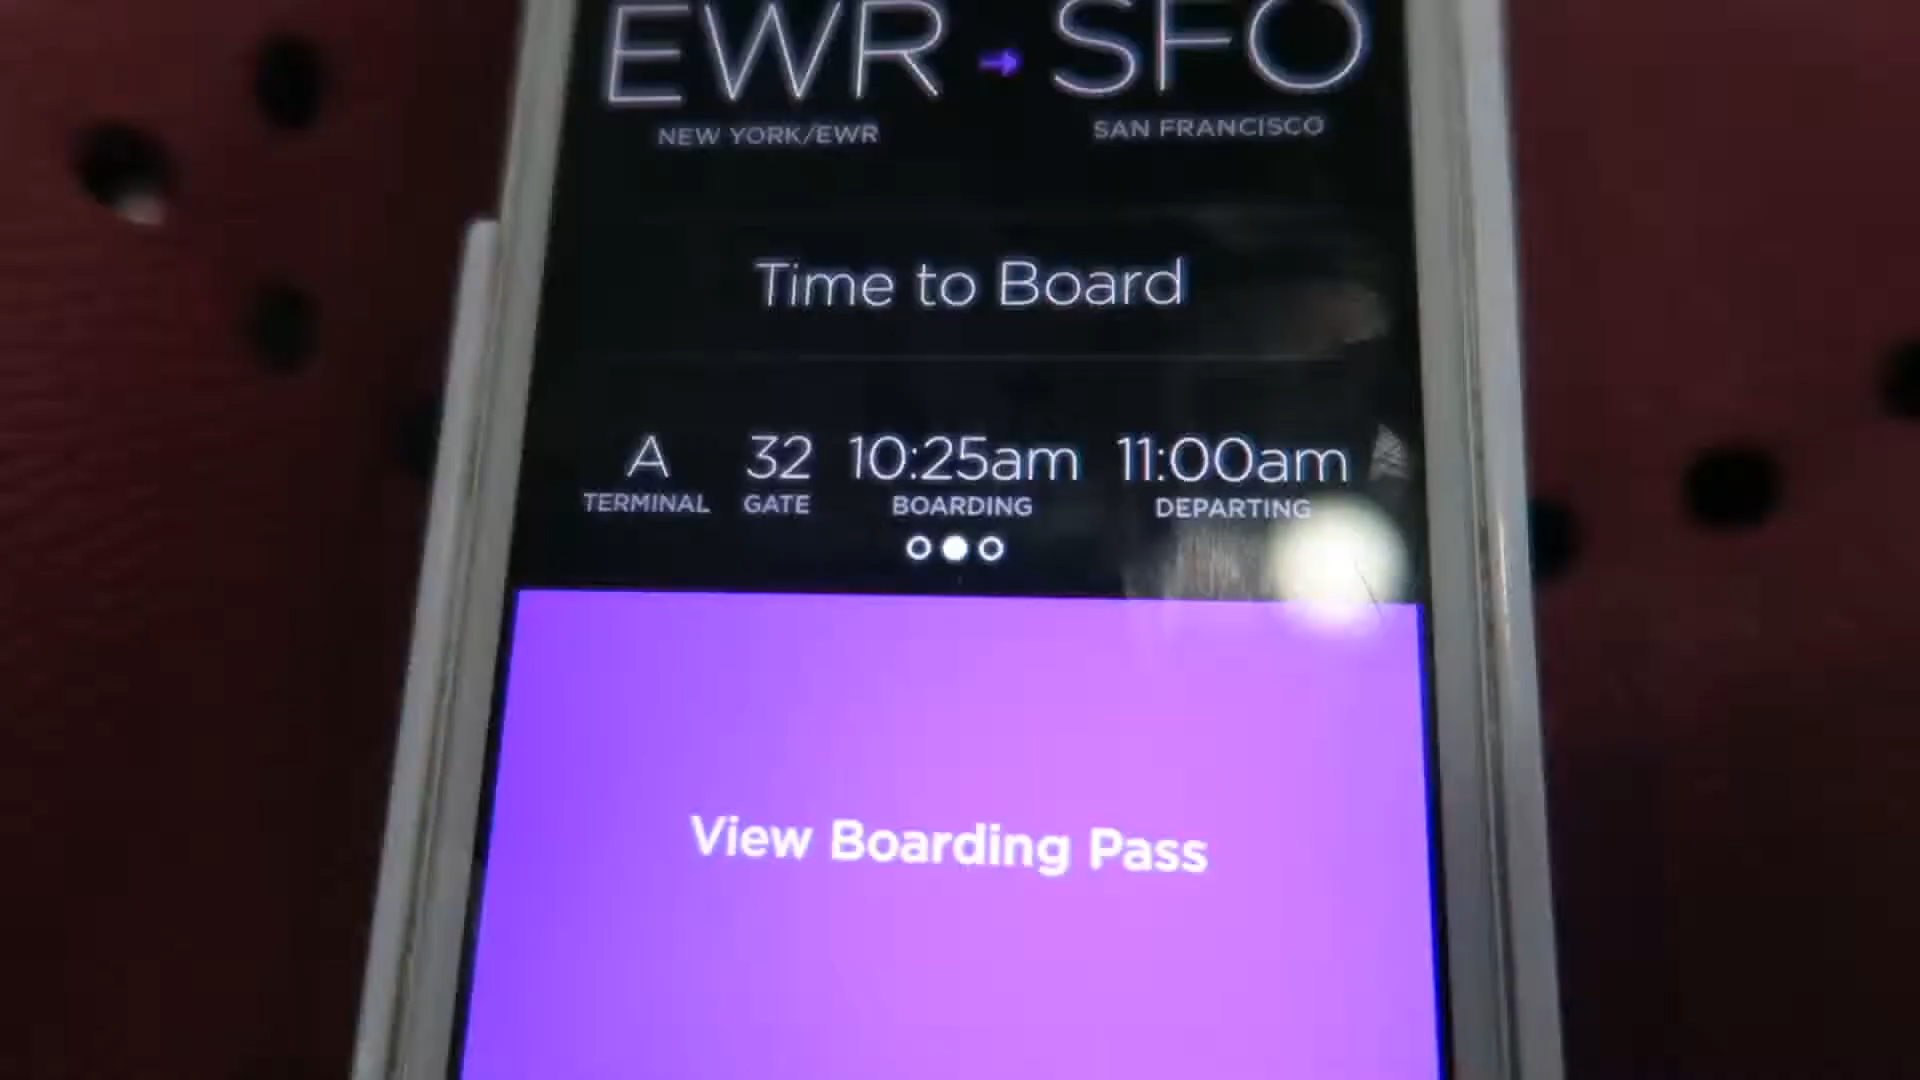 EWR → SFO
NEW YORK/EWR SAN FRANCISCO
Time to Board
A 32 10:25am 11:00am
TERMINAL GATE BOARDING DEPARTING
View Boarding Pass